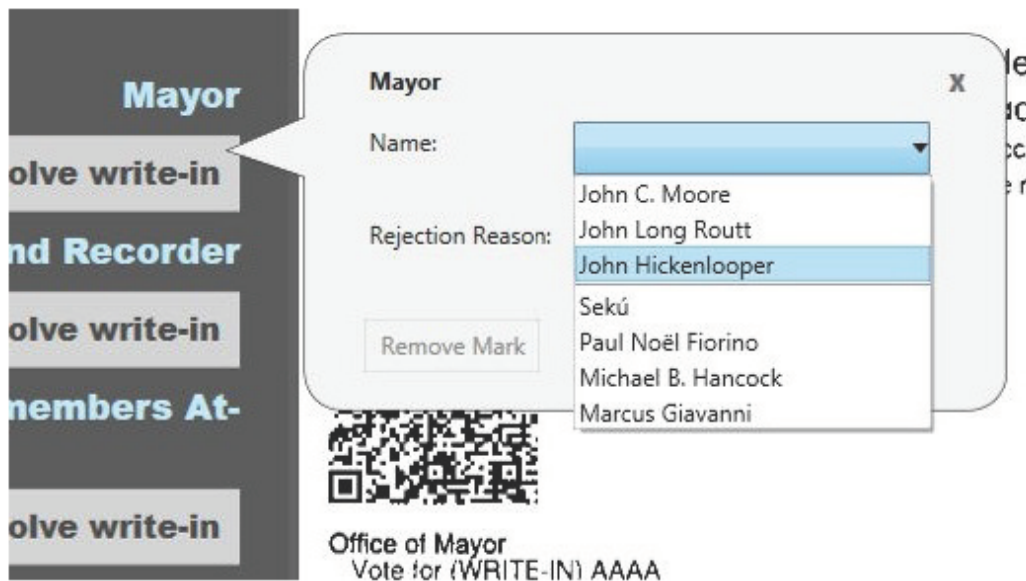 Mayor
olve write-in
nd Recorder
olve write-in
members At-
olve write-in
Mayor
x
Name:
Rejection Reason:
John C. Moore
John Long Routt
John Hickenlooper
Sekú
Paul Noël Fiorino
Michael B. Hancock
Marcus Giavanni
Remove Mark
Office of Mayor
Vote for (WRITE-IN) AAAA